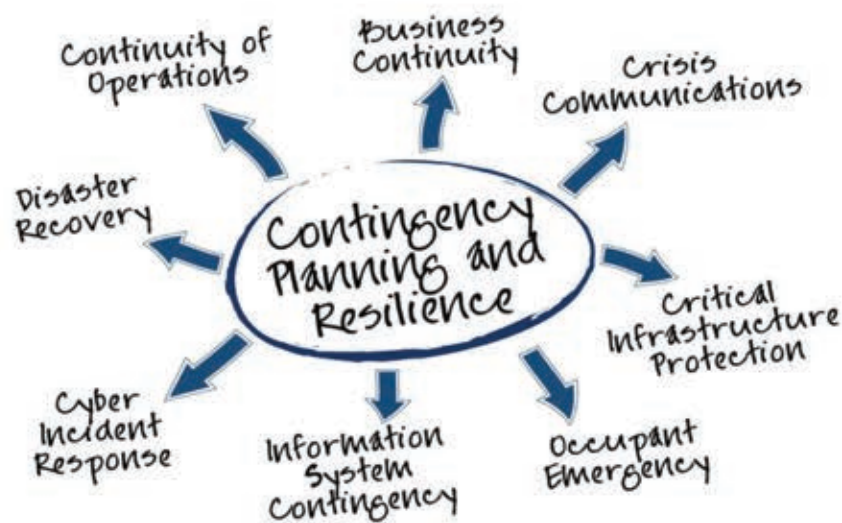 Continuity of
Operations
Business
Continuity
Crisis
Communications
Disaster
Recovery
Contingency
Planning and
Resilience
Critical
Infrastructure
Protection
Cyber
Incident
Response
Information
System
Contingency
Occupant
Emergency